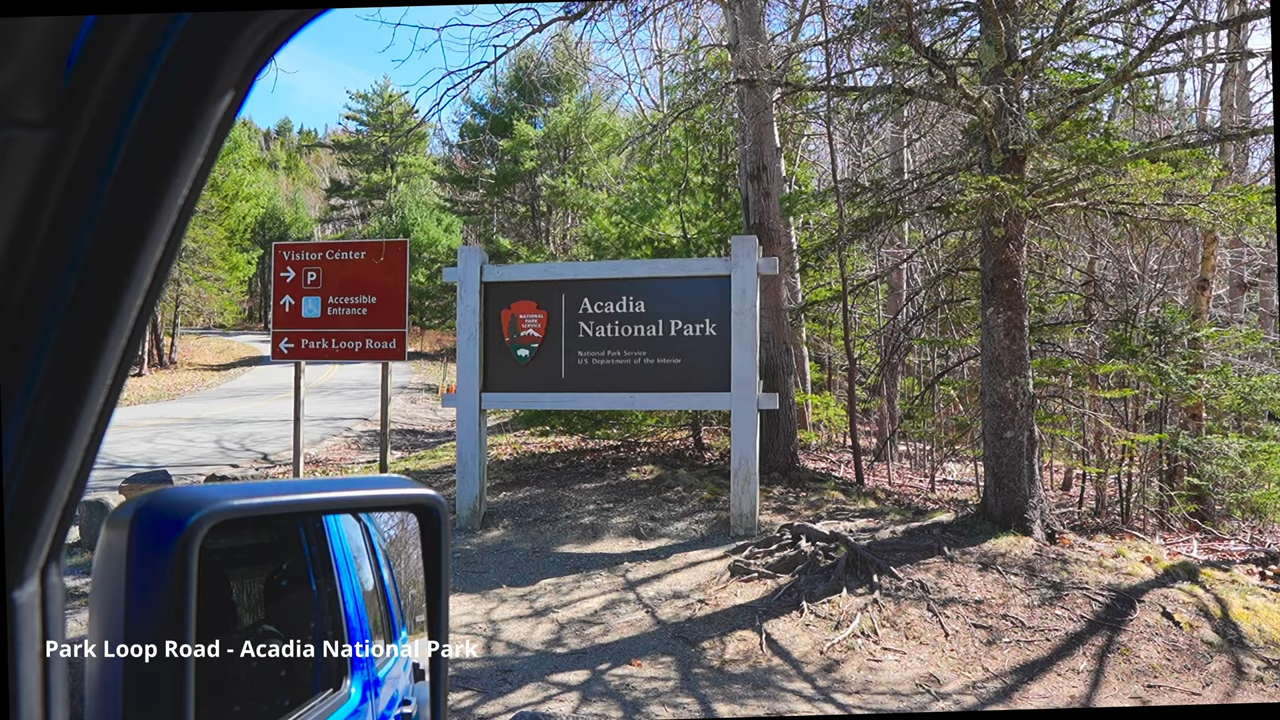 Visitor Center
P
Accessible
Entrance
Park Loop Road
NATIONAL
PARK
SERVICE
Acadia
National Park
National Park Service
U.S. Department of the Interior
Park Loop Road - Acadia National Park